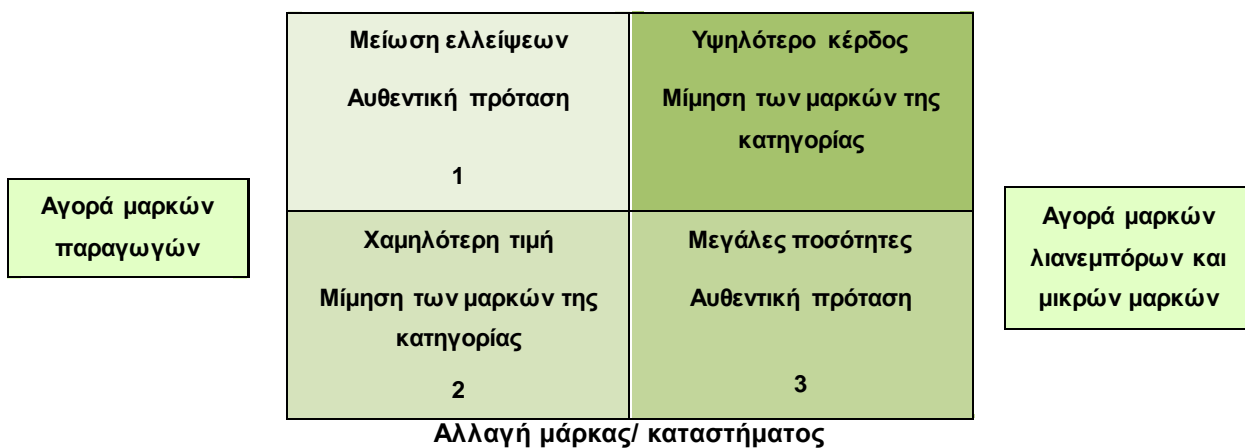 Μείωση ελλείψεων
Αυθεντική πρόταση
1
Υψηλότερο κέρδος
Μίμηση των μαρκών της
κατηγορίας
Αγορά μαρκών
παραγωγών
Αγορά μαρκών
λιανεμπόρων και
μικρών μαρκών
Χαμηλότερη τιμή
Μίμηση των μαρκών της
κατηγορίας
2
Μεγάλες ποσότητες
Αυθεντική πρόταση
3
Αλλαγή μάρκας/ καταστήματος